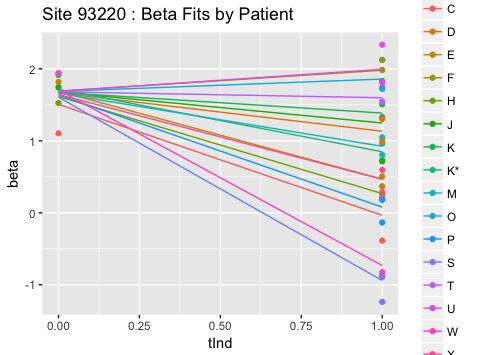 Site 93220 : Beta Fits by Patient
beta
2
1
0
-1
0.00 0.25 0.50 0.75 1.00
tInd
C
D
E
F
H
J
K
K*
M
O
P
S
T
U
W